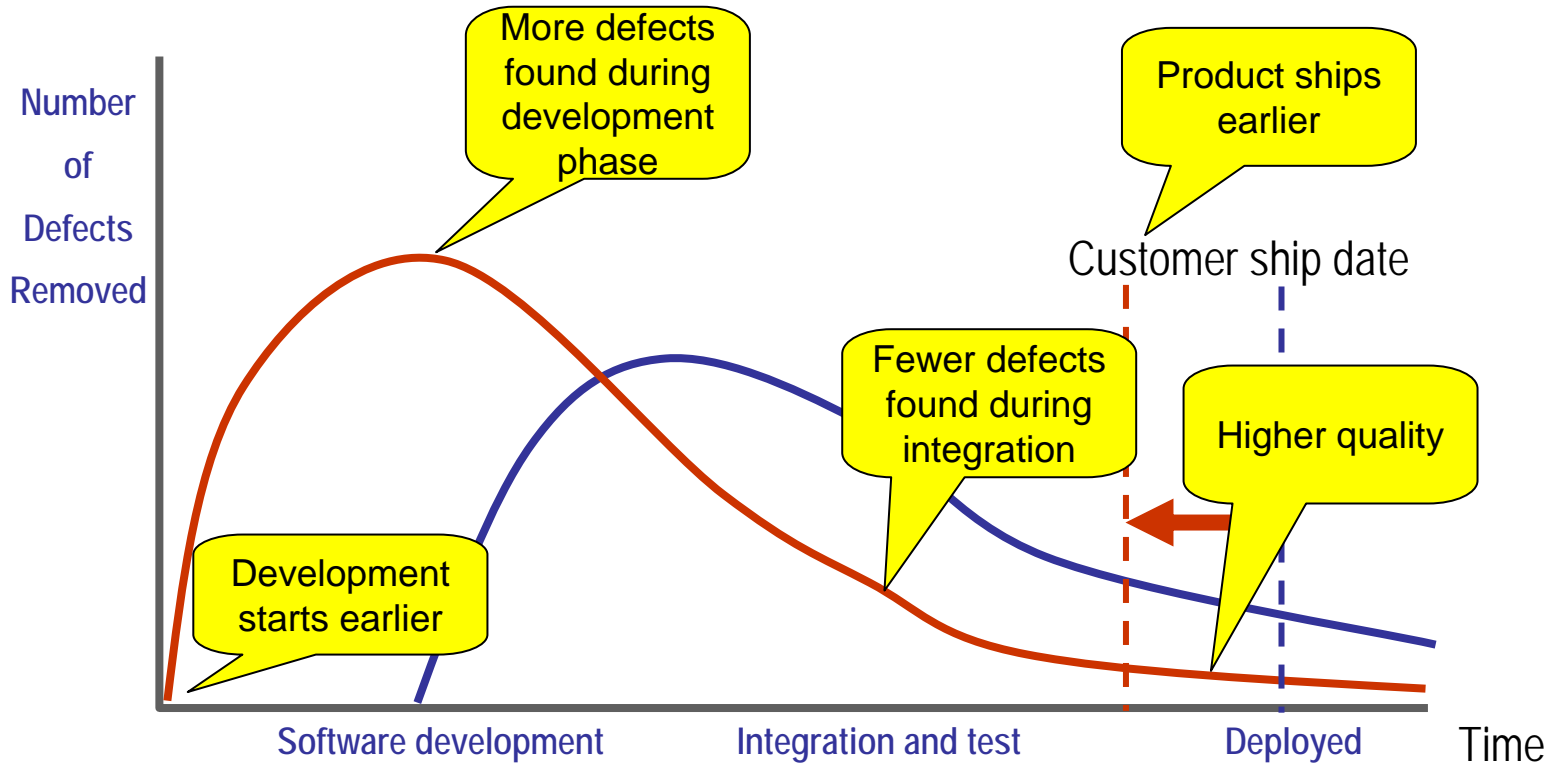 Number
of
Defects
Removed
More defects
found during
development
phase
Product ships
earlier
Customer ship date
Fewer defects
found during
integration
Higher quality
Development
starts earlier
Software development
Integration and test
Deployed
Time